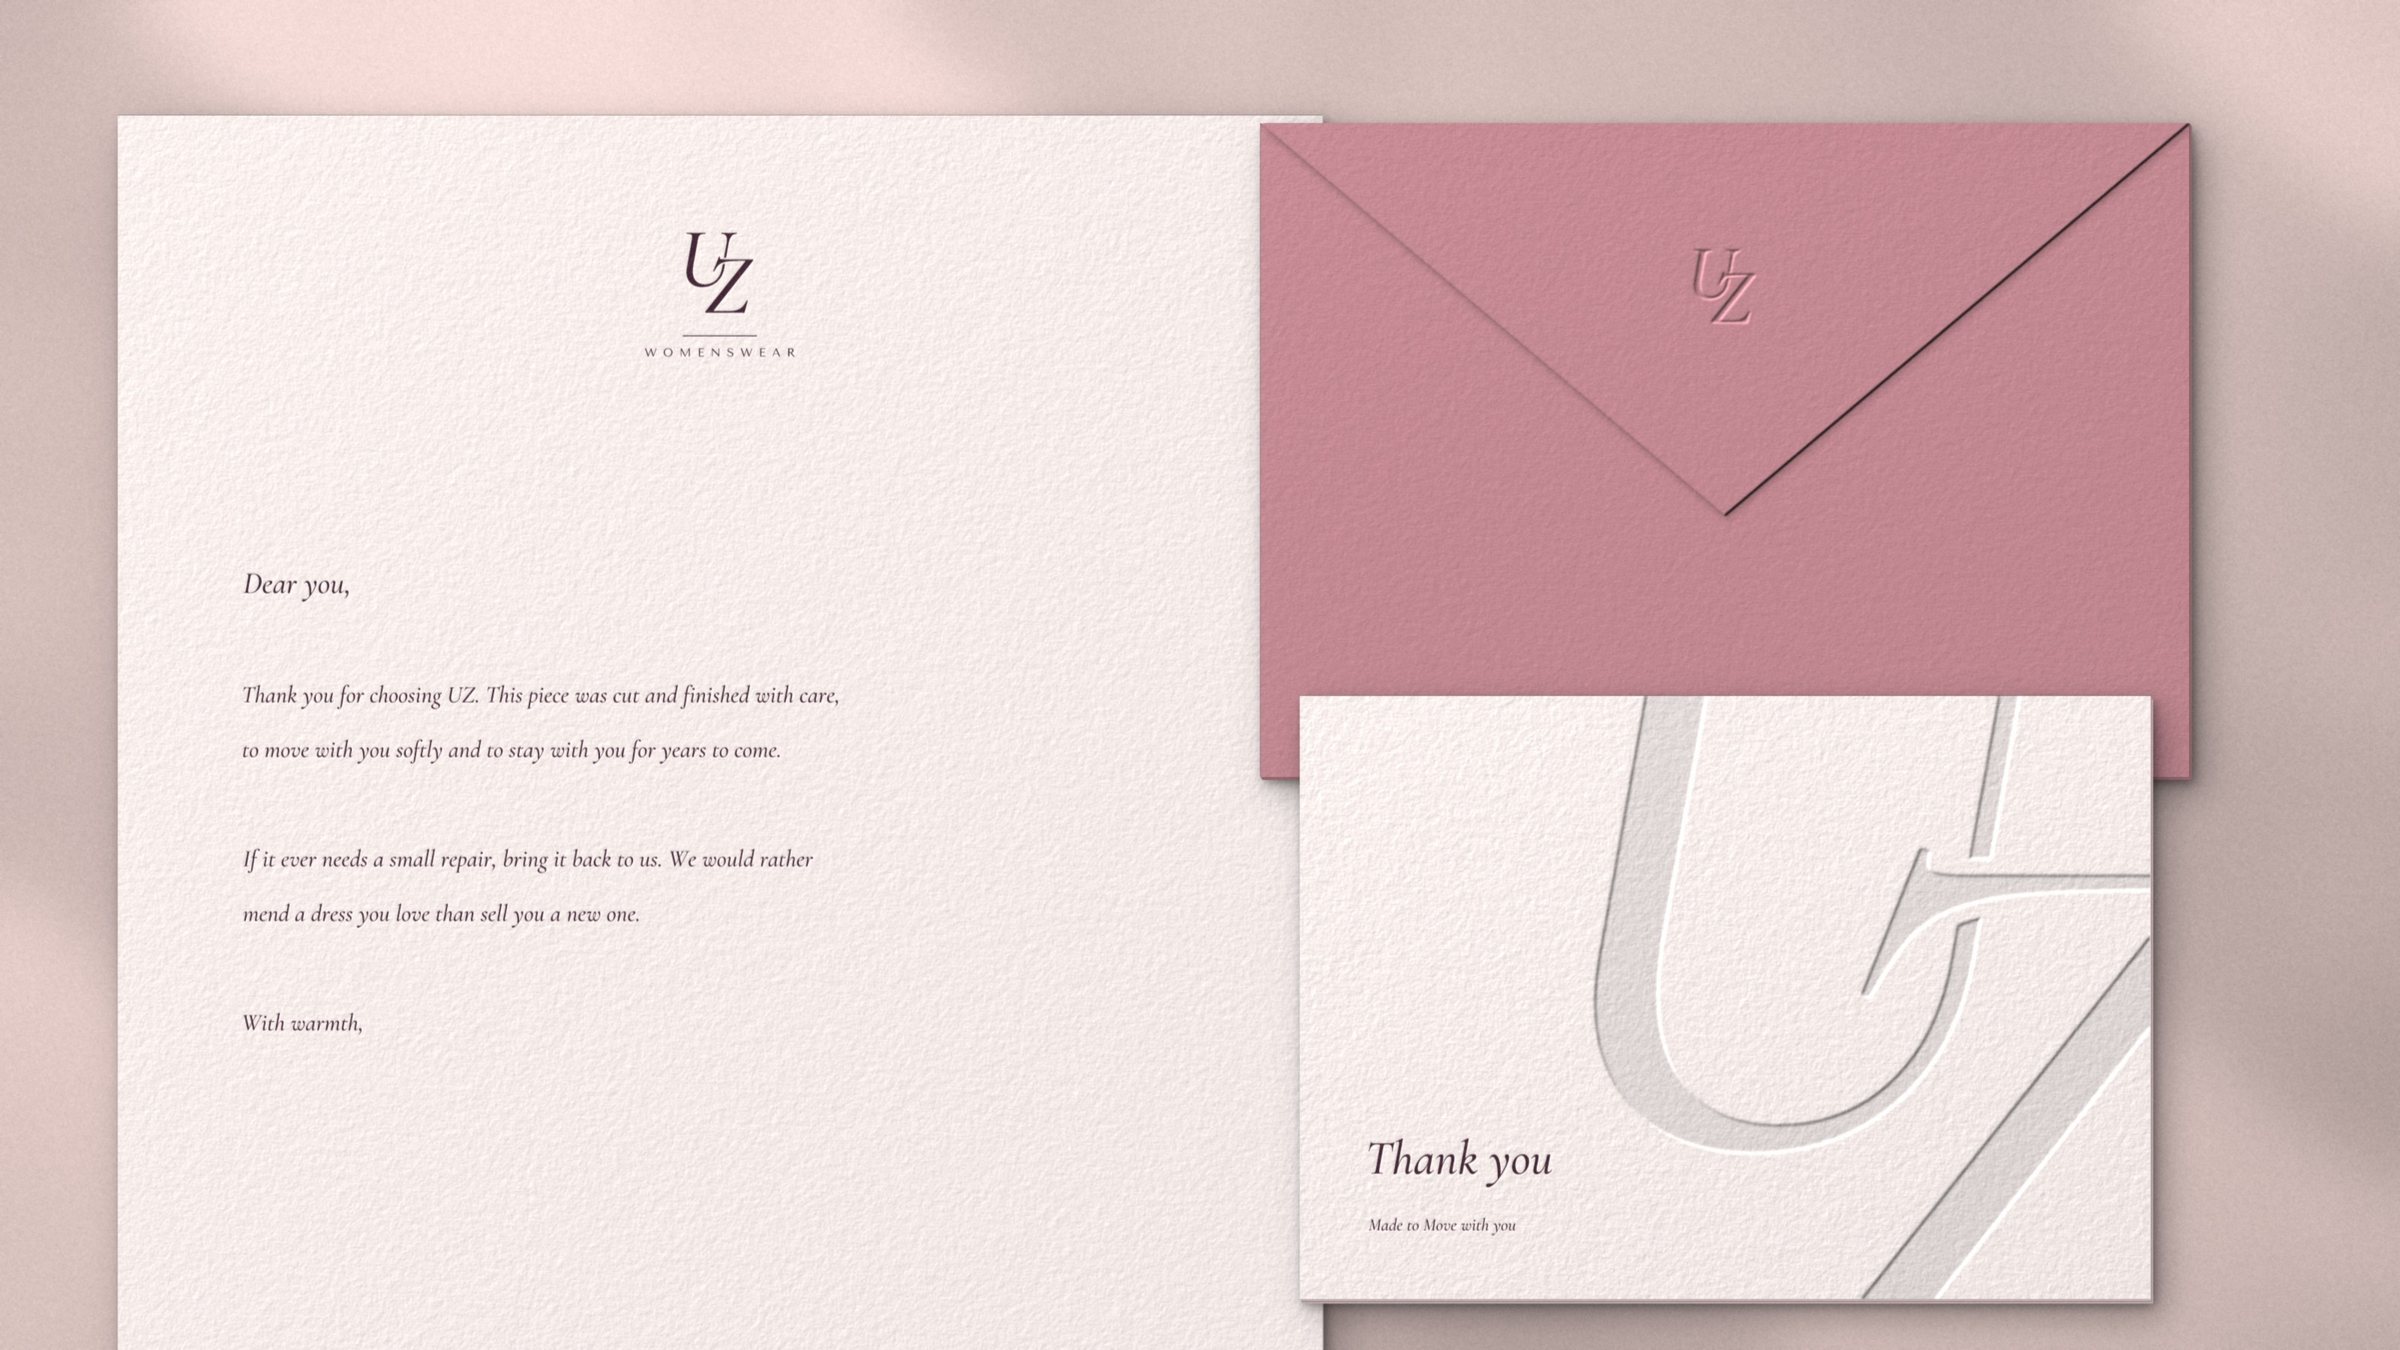 UZ
WOMENSWEAR
Dear you,
Thank you for choosing UZ. This piece was cut and finished with care,
to move with you softly and to stay with you for years to come.
If it ever needs a small repair, bring it back to us. We would rather
mend a dress you love than sell you a new one.
With warmth,
UZ
UZ
Thank you
Made to Move with you